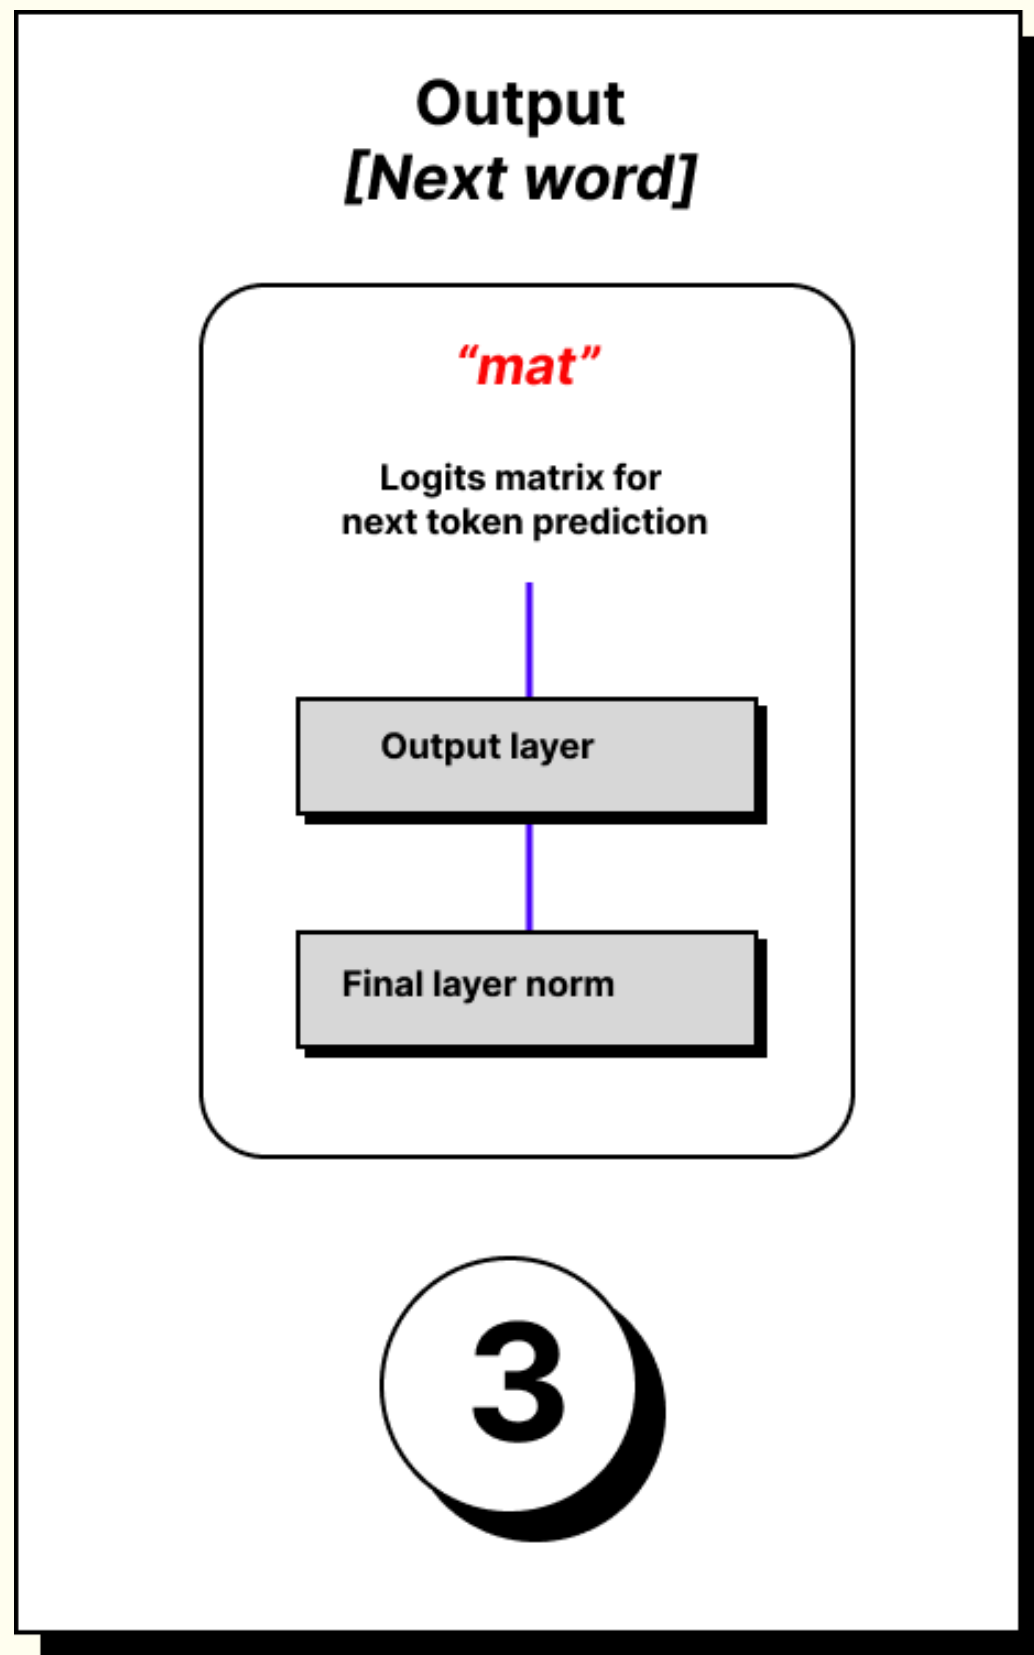 Output
[Next word]
“mat”
Logits matrix for
next token prediction
Output layer
Final layer norm
3